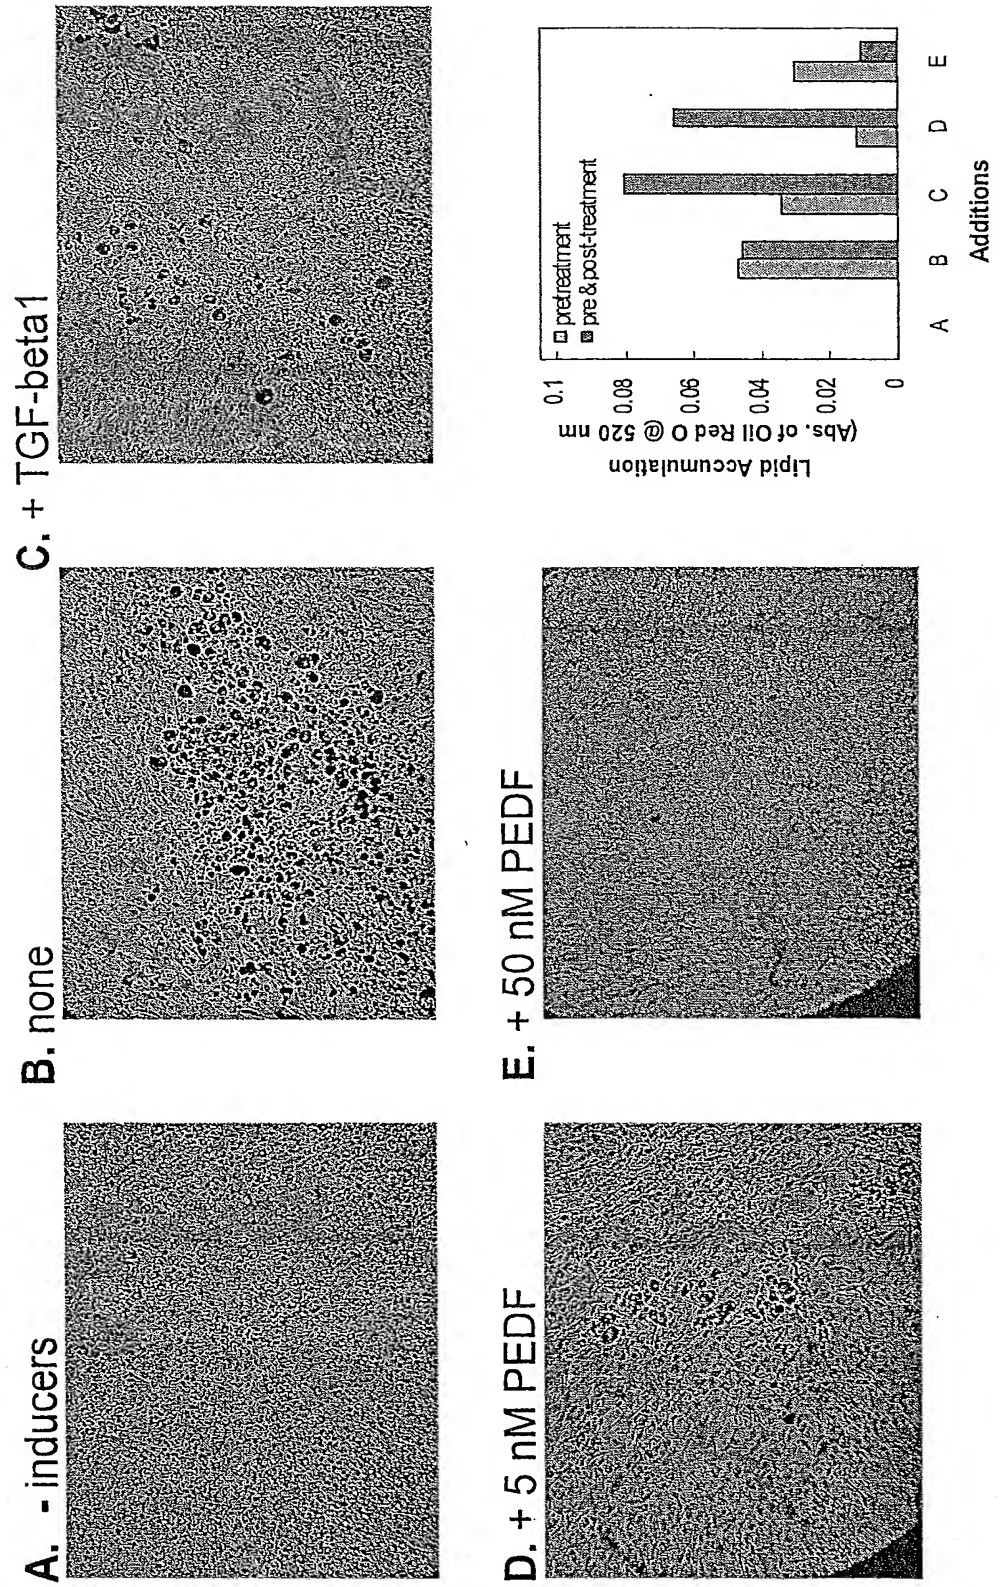 A. - inducers
B. none
C. + TGF-beta1
D. + 5 nM PEDF
E. + 50 nM PEDF
Lipid Accumulation
(Abs. of Oil Red O @ 520 nm
0.1
0.08
0.06
0.04
0.02
0
pretreatment
pre & post-treatment
A B C D E
Additions